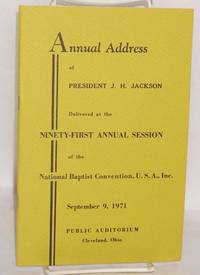 Annual Address
of
PRESIDENT J. H. JACKSON
Delivered at the
NINETY-FIRST ANNUAL SESSION
of the
National Baptist Convention, U. S. A., Inc.
September 9, 1971
PUBLIC AUDITORIUM
Cleveland, Ohio